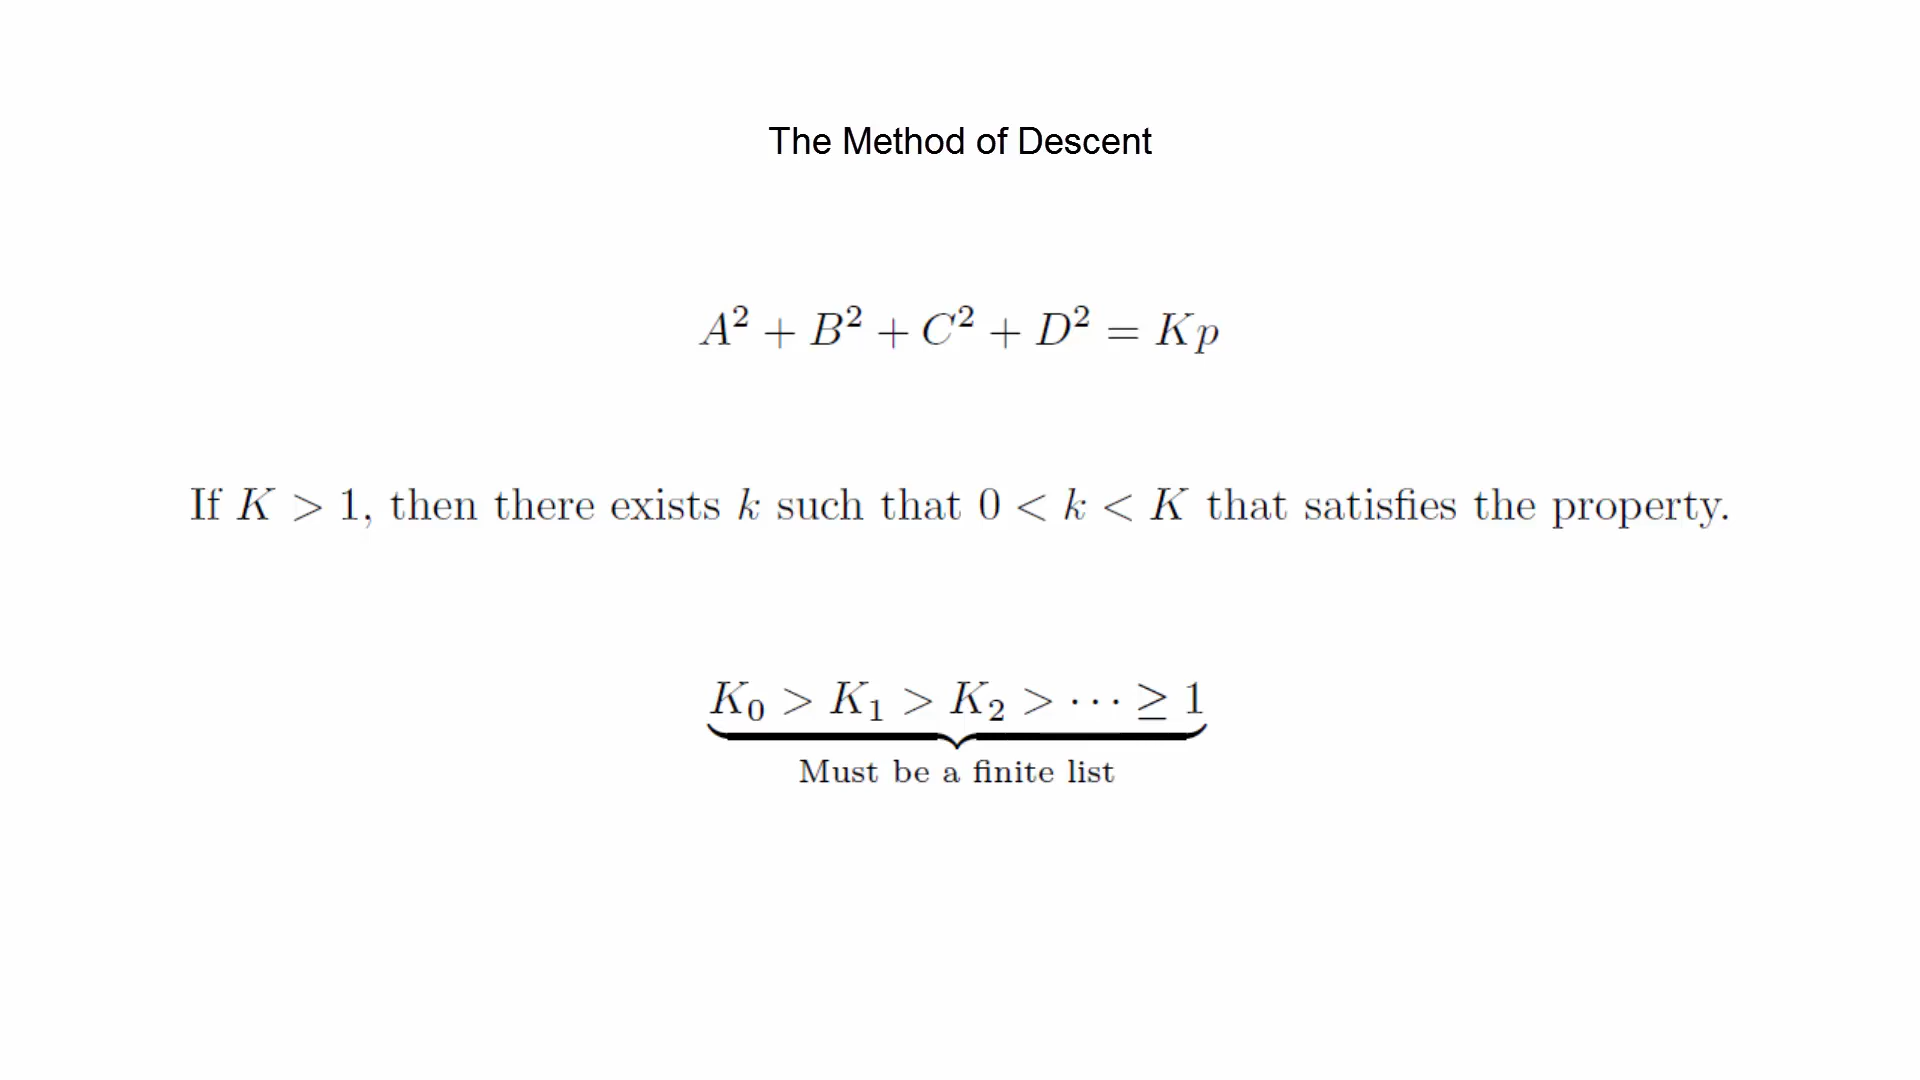 The Method of Descent
A² + B² + C² + D² = Kp
If K > 1, then there exists k such that 0 < k < K that satisfies the property.
K₀ > K₁ > K₂ > ··· ≥ 1
Must be a finite list